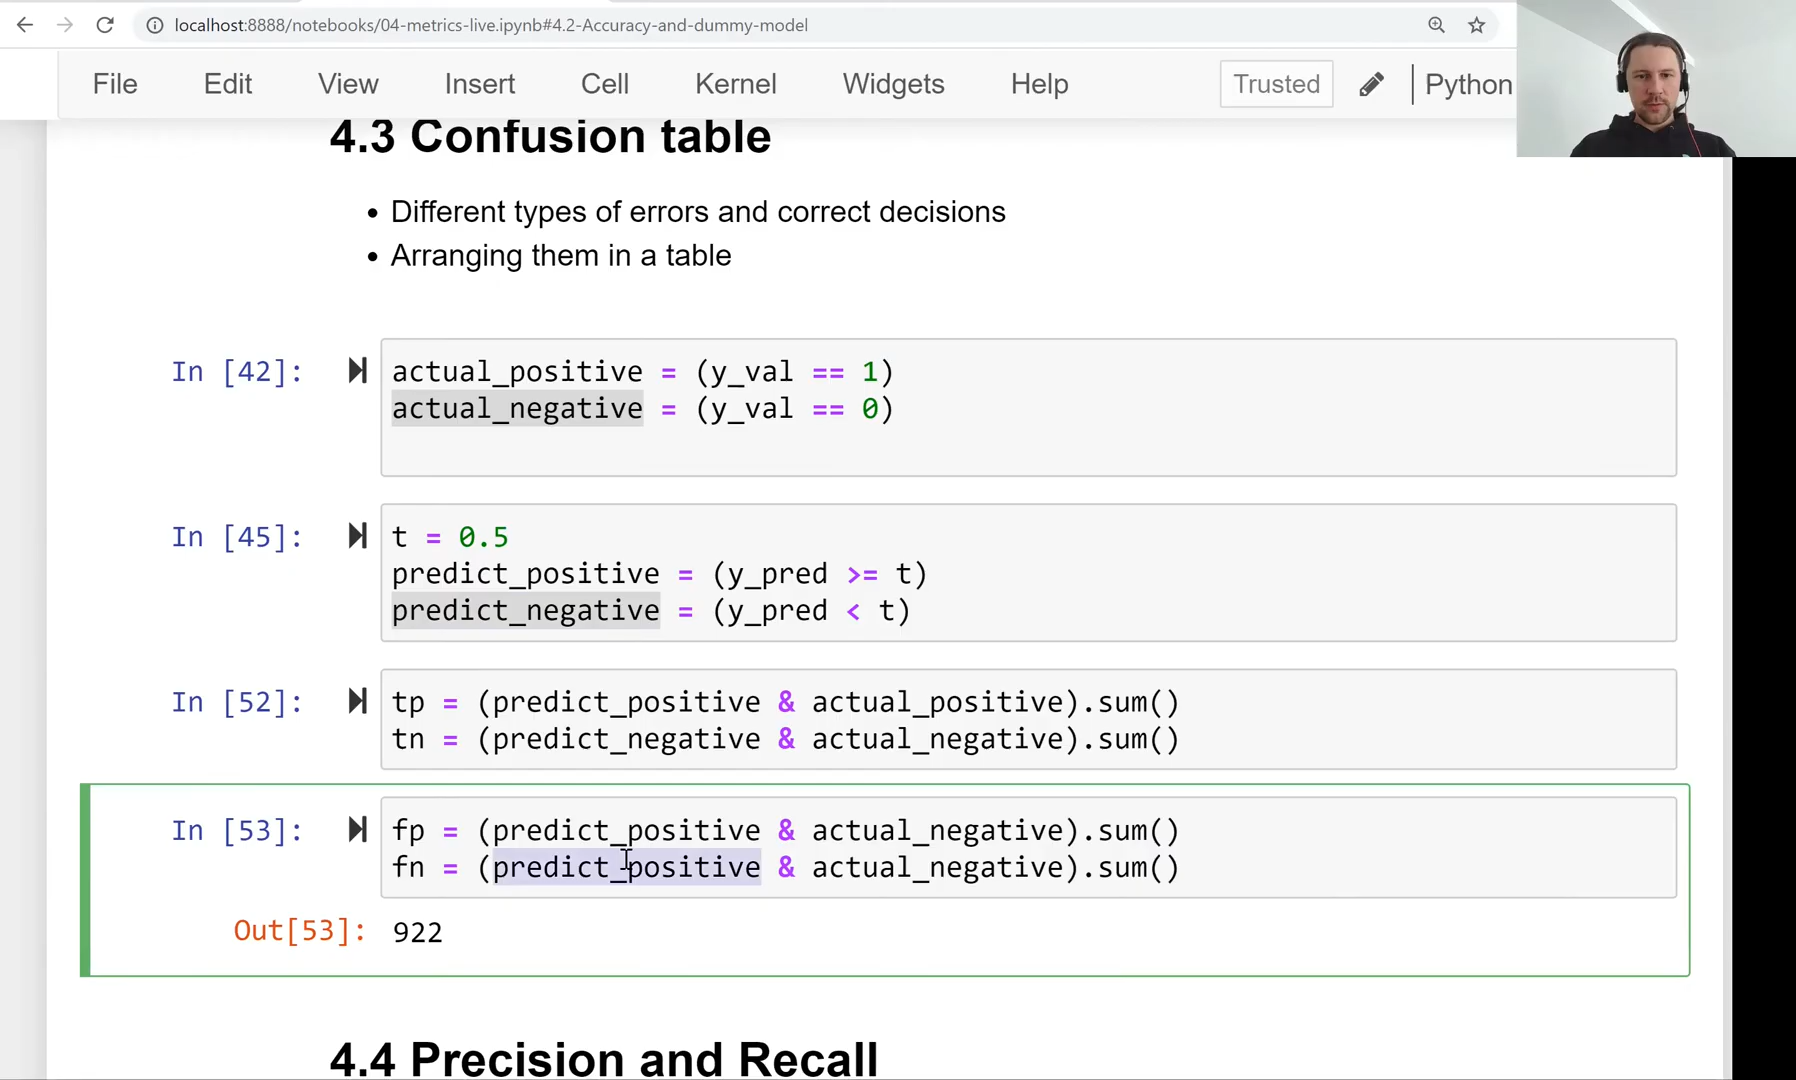 localhost:8888/notebooks/04-metrics-live.ipynb#4.2-Accuracy-and-dummy-model
File Edit View Insert Cell Kernel Widgets Help Trusted Python
4.3 Confusion table
• Different types of errors and correct decisions
• Arranging them in a table
In [42]: actual_positive = (y_val == 1)
actual_negative = (y_val == 0)
In [45]: t = 0.5
predict_positive = (y_pred >= t)
predict_negative = (y_pred < t)
In [52]: tp = (predict_positive & actual_positive).sum()
tn = (predict_negative & actual_negative).sum()
In [53]: fp = (predict_positive & actual_negative).sum()
fn = (predict_positive & actual_negative).sum()
Out[53]: 922
4.4 Precision and Recall